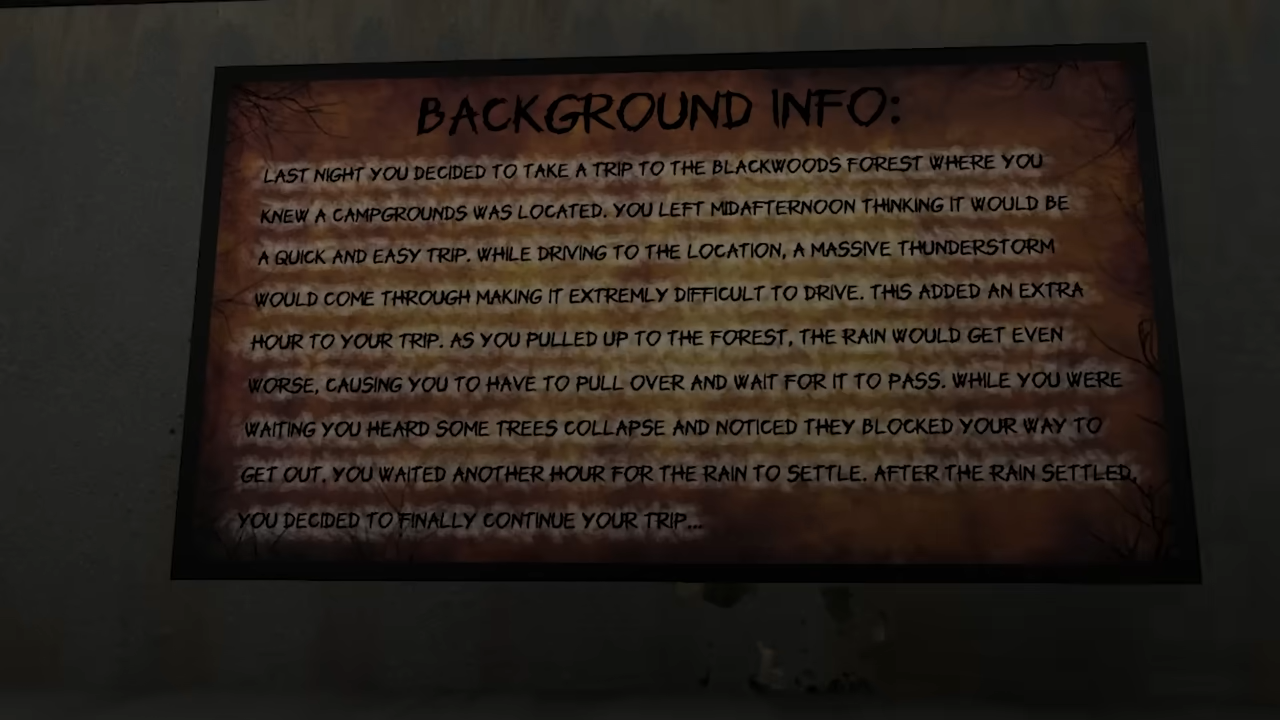 BACKGROUND INFO:
LAST NIGHT YOU DECIDED TO TAKE A TRIP TO THE BLACKWOODS FOREST WHERE YOU
KNEW A CAMPGROUNDS WAS LOCATED. YOU LEFT MIDAFTERNOON THINKING IT WOULD BE
A QUICK AND EASY TRIP. WHILE DRIVING TO THE LOCATION, A MASSIVE THUNDERSTORM
WOULD COME THROUGH MAKING IT EXTREMLY DIFFICULT TO DRIVE. THIS ADDED AN EXTRA
HOUR TO YOUR TRIP. AS YOU PULLED UP TO THE FOREST, THE RAIN WOULD GET EVEN
WORSE, CAUSING YOU TO HAVE TO PULL OVER AND WAIT FOR IT TO PASS. WHILE YOU WERE
WAITING YOU HEARD SOME TREES COLLAPSE AND NOTICED THEY BLOCKED YOUR WAY TO
GET OUT. YOU WAITED ANOTHER HOUR FOR THE RAIN TO SETTLE. AFTER THE RAIN SETTLED,
YOU DECIDED TO FINALLY CONTINUE YOUR TRIP...